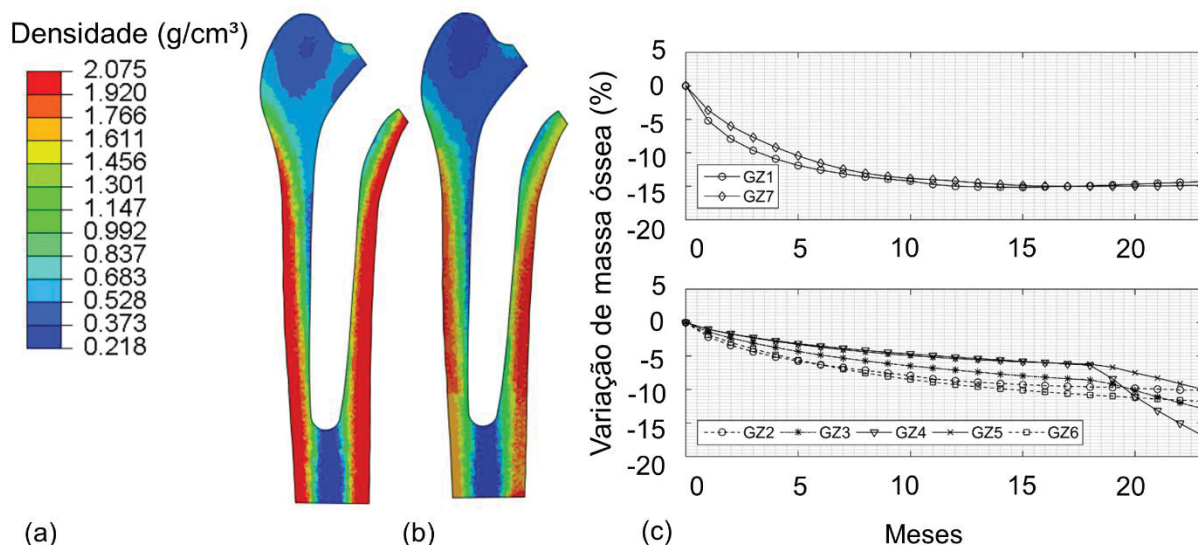 Densidade (g/cm³)
2.075
1.920
1.766
1.611
1.456
1.301
1.147
0.992
0.837
0.683
0.528
0.373
0.218
(a)
(b)
(c)
Variação de massa óssea (%)
5
0
-5
-10
-15
-20
GZ1
GZ7
0 5 10 15 20
5
0
-5
-10
-15
-20
GZ2 GZ3 GZ4 GZ5 GZ6
0 5 10 15 20
Meses